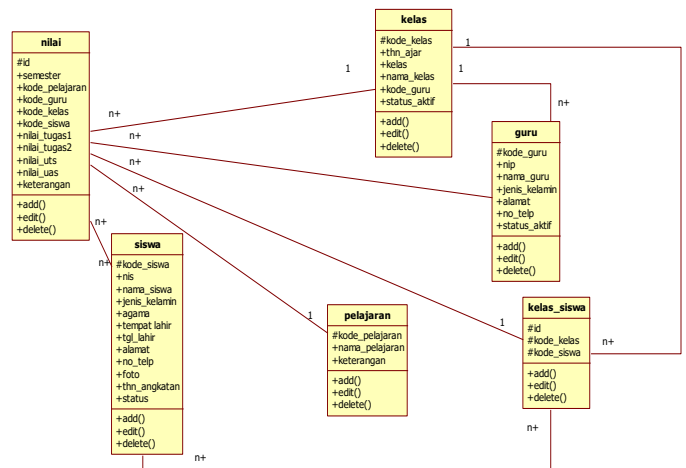 nilai
#id
+semester
+kode_pelajaran
+kode_guru
+kode_kelas
+kode_siswa
+nilai_tugas1
+nilai_tugas2
+nilai_uts
+nilai_uas
+keterangan
+add()
+edit()
+delete()
kelas
#kode_kelas
+thn_ajar
+kelas
+nama_kelas
+kode_guru
+status_aktif
+add()
+edit()
+delete()
guru
#kode_guru
+nip
+nama_guru
+jenis_kelamin
+alamat
+no_telp
+status_aktif
+add()
+edit()
+delete()
siswa
#kode_siswa
+nis
+nama_siswa
+jenis_kelamin
+agama
+tempat lahir
+tgl_lahir
+alamat
+no_telp
+foto
+thn_angkatan
+status
+add()
+edit()
+delete()
pelajaran
#kode_pelajaran
+nama_pelajaran
+keterangan
+add()
+edit()
+delete()
kelas_siswa
#id
#kode_kelas
#kode_siswa
+add()
+edit()
+delete()
1
1
1
n+
n+
n+
n+
n+
n+
1
1
n+
n+
n+